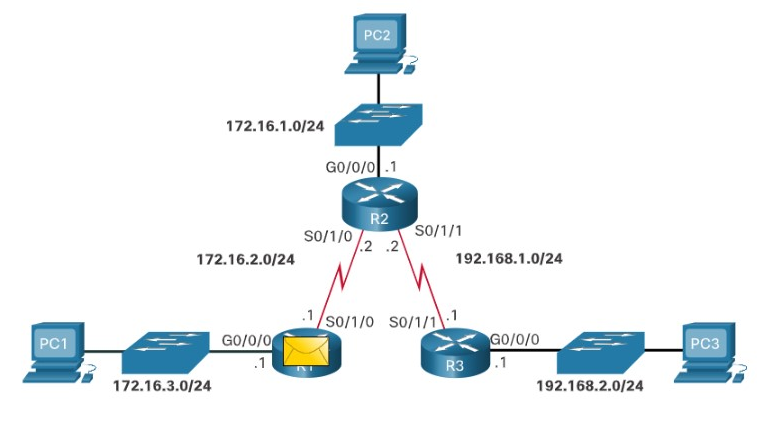 PC2
172.16.1.0/24
G0/0/0 .1
R2
S0/1/0 .2 .2 S0/1/1
172.16.2.0/24
192.168.1.0/24
.1 S0/1/0
S0/1/1 .1
PC1
G0/0/0
.1
172.16.3.0/24
R1
R3
G0/0/0
.1
192.168.2.0/24
PC3